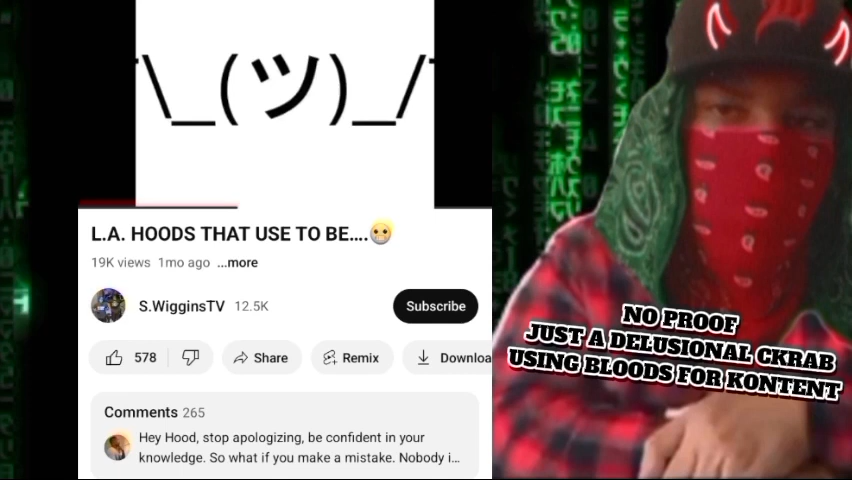 ¯\_(ツ)_/¯
L.A. HOODS THAT USE TO BE....😬
19K views 1mo ago ...more
S.WigginsTV 12.5K
Subscribe
578 Share Remix Downloa
Comments 265
Hey Hood, stop apologizing, be confident in your
knowledge. So what if you make a mistake. Nobody i...
NO PROOF
JUST A DELUSIONAL CKRAB
USING BLOODS FOR KONTENT